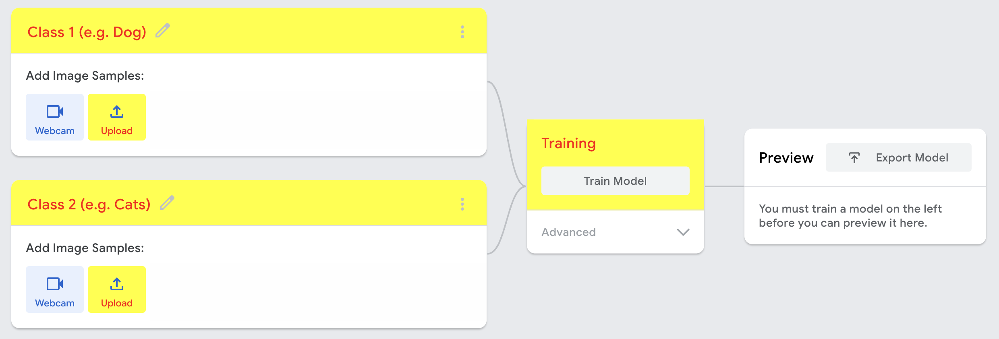 Class 1 (e.g. Dog)
Add Image Samples:
Webcam
Upload
Class 2 (e.g. Cats)
Add Image Samples:
Webcam
Upload
Training
Train Model
Advanced
Preview
Export Model
You must train a model on the left
before you can preview it here.